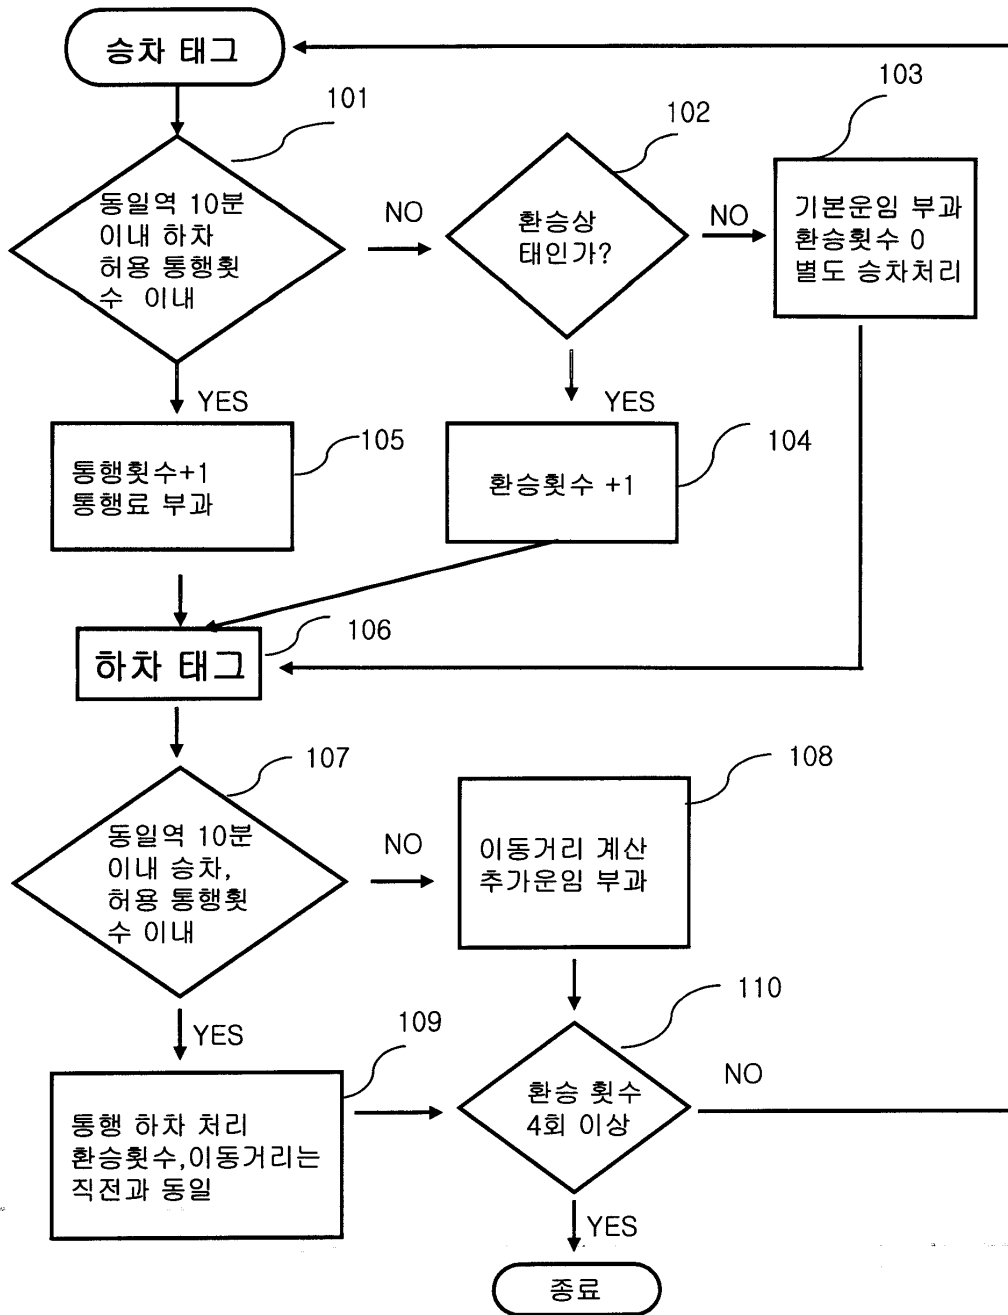 승차 태그
101
동일역 10분
이내 하차
허용 통행횟
수 이내
NO
102
환승상
태인가?
NO
103
기본운임 부과
환승횟수 0
별도 승차처리
YES
105
통행횟수+1
통행료 부과
YES
104
환승횟수 +1
106
하차 태그
107
동일역 10분
이내 승차,
허용 통행횟
수 이내
NO
108
이동거리 계산
추가운임 부과
YES
109
통행 하차 처리
환승횟수,이동거리는
직전과 동일
110
환승 횟수
4회 이상
NO
YES
종료